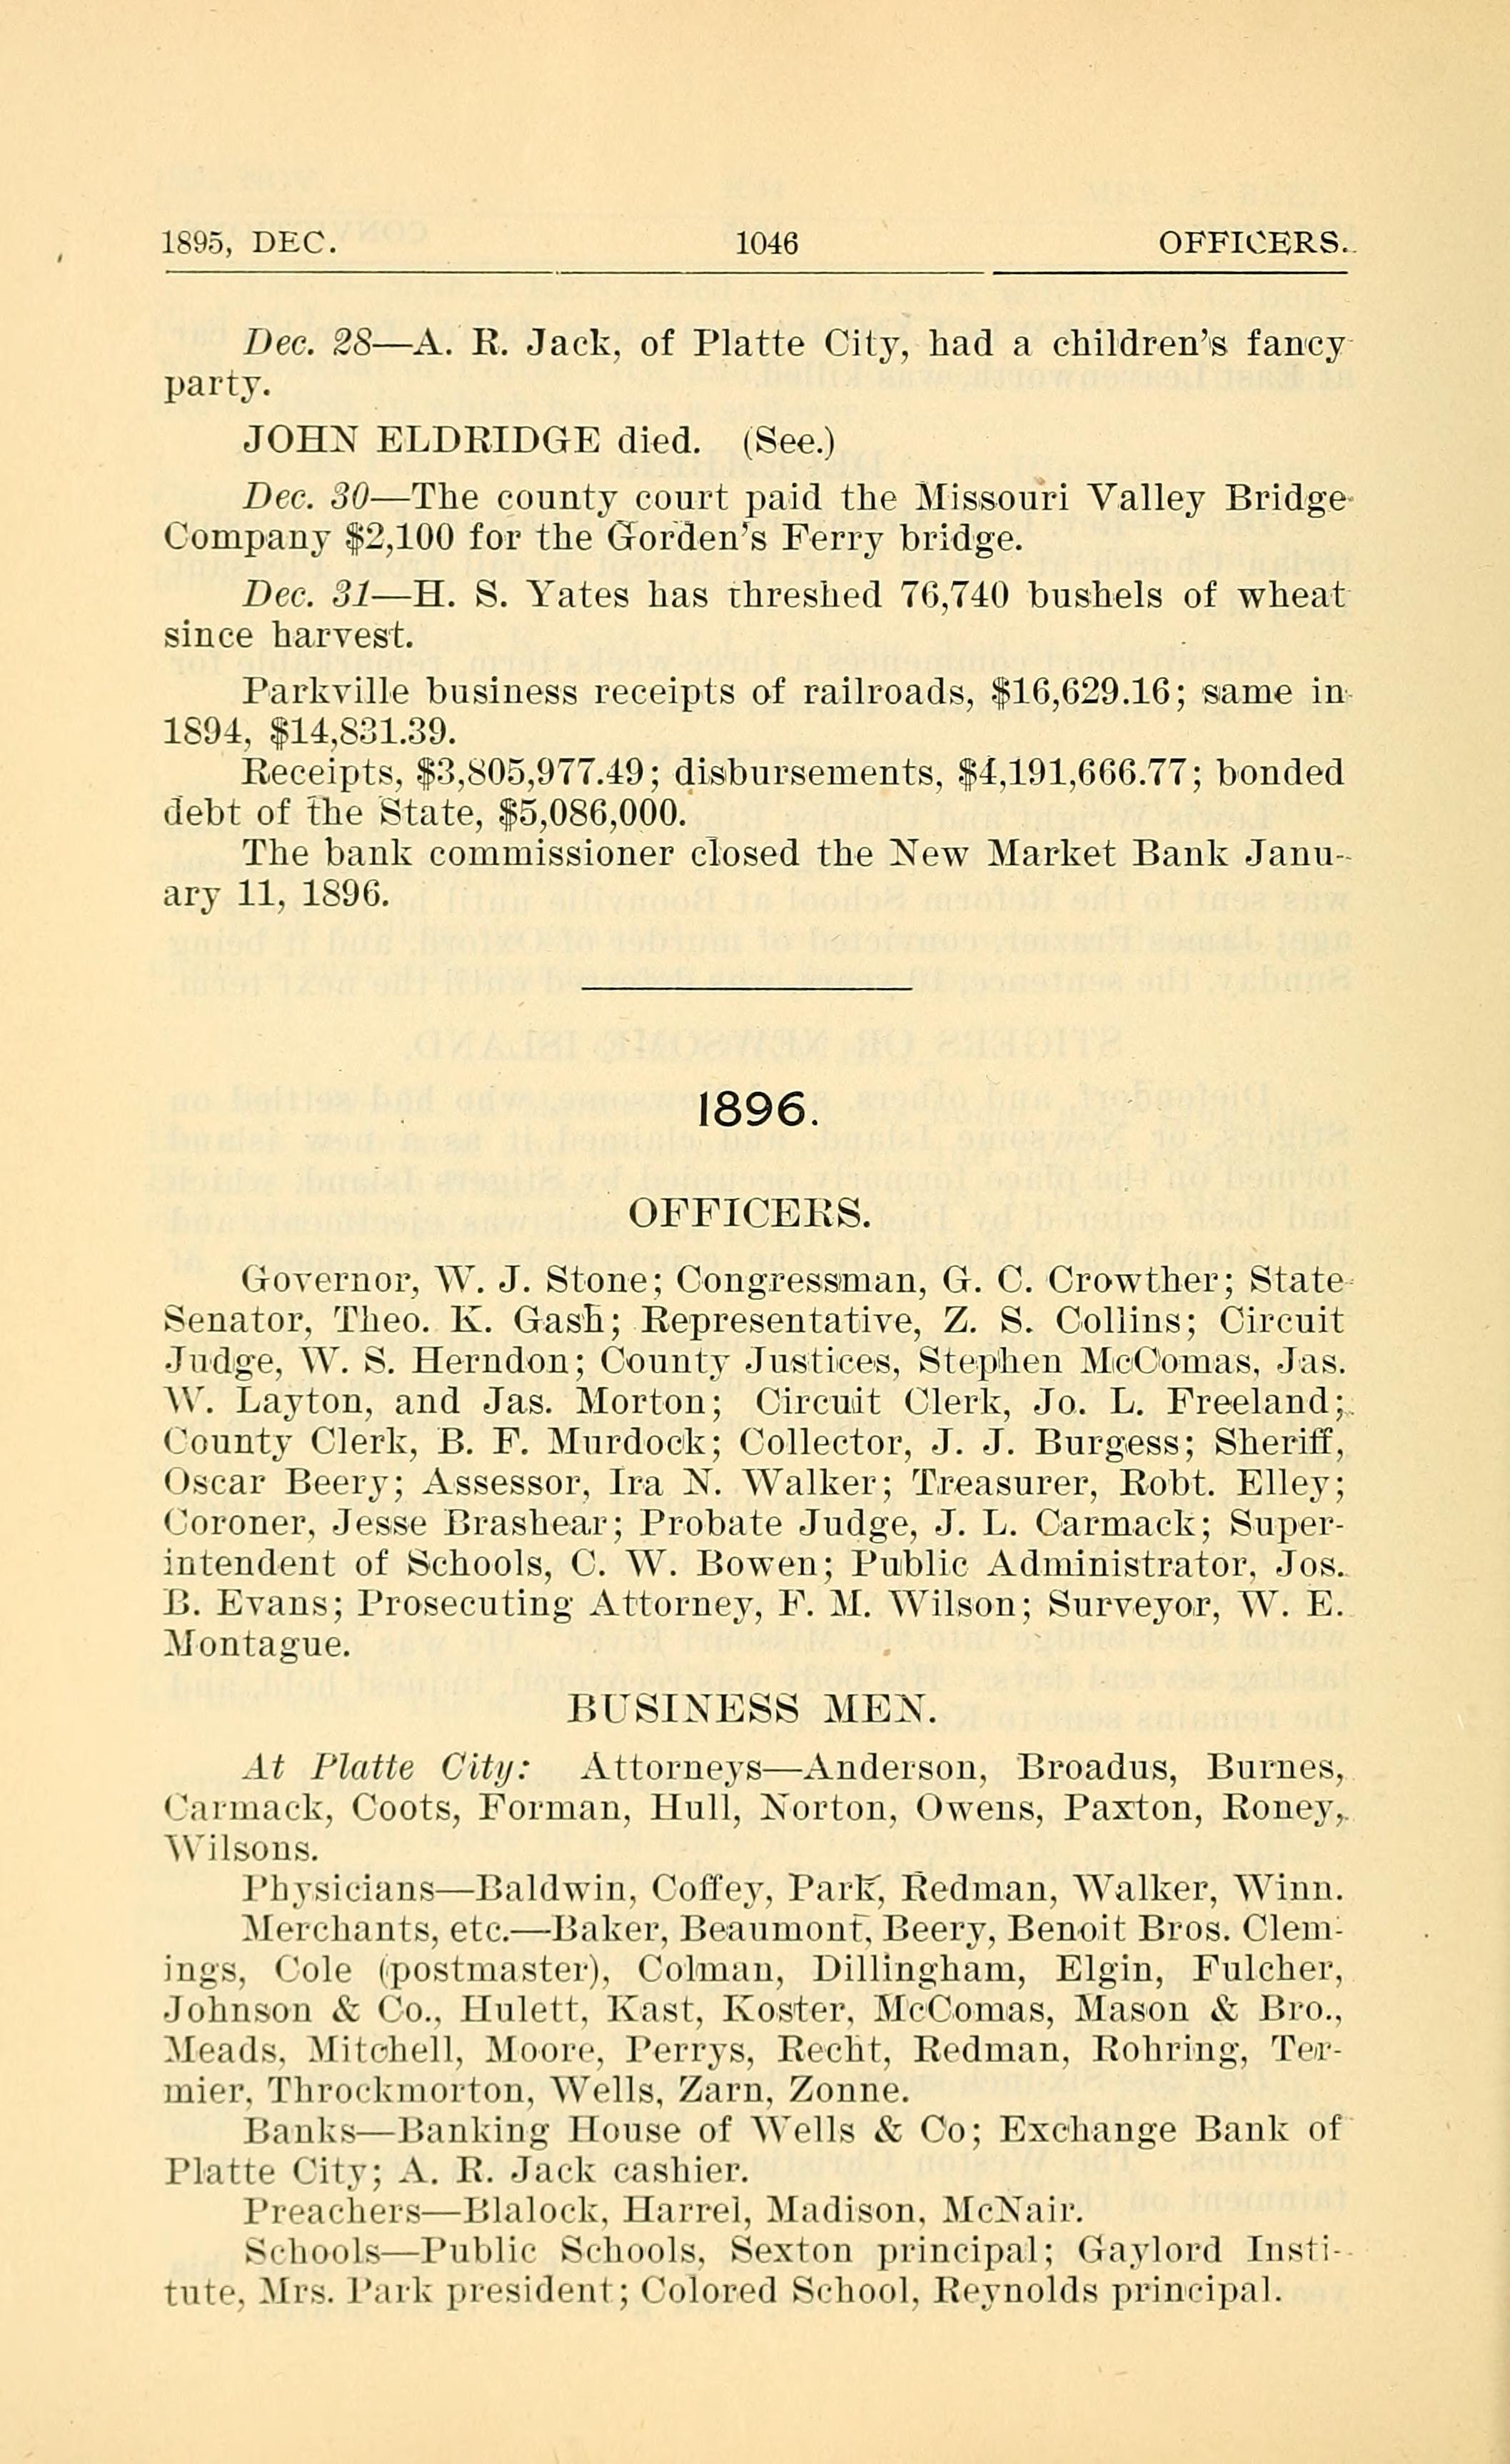 1895, DEC. 1046 OFFICERS.
Dec. 28—A. R. Jack, of Platte City, had a children's fancy
party.
JOHN ELDRIDGE died. (See.)
Dec. 30—The county court paid the Missouri Valley Bridge
Company $2,100 for the Gorden's Ferry bridge.
Dec. 31—H. S. Yates has threshed 76,740 bushels of wheat
since harvest.
Parkville business receipts of railroads, $16,629.16; same in
1894, $14,831.39.
Receipts, $3,805,977.49; disbursements, $4,191,666.77; bonded
debt of the State, $5,086,000.
The bank commissioner closed the New Market Bank Janu-
ary 11, 1896.
1896.
OFFICERS.
Governor, W. J. Stone; Congressman, G. C. Crowther; State
Senator, Theo. K. Gash; Representative, Z. S. Collins; Circuit
Judge, W. S. Herndon; County Justices, Stephen McComas, Jas.
W. Layton, and Jas. Morton; Circuit Clerk, Jo. L. Freeland;
County Clerk, B. F. Murdock; Collector, J. J. Burgess; Sheriff,
Oscar Beery; Assessor, Ira N. Walker; Treasurer, Robt. Elley;
Coroner, Jesse Brashear; Probate Judge, J. L. Carmack; Super-
intendent of Schools, C. W. Bowen; Public Administrator, Jos.
B. Evans; Prosecuting Attorney, F. M. Wilson; Surveyor, W. E.
Montague.
BUSINESS MEN.
At Platte City: Attorneys—Anderson, Broadus, Burnes,
Carmack, Coots, Forman, Hull, Norton, Owens, Paxton, Roney,
Wilsons.
Physicians—Baldwin, Coffey, Park, Redman, Walker, Winn.
Merchants, etc.—Baker, Beaumont, Beery, Benoit Bros. Clem-
ings, Cole (postmaster), Colman, Dillingham, Elgin, Fulcher,
Johnson & Co., Hulett, Kast, Koster, McComas, Mason & Bro.,
Meads, Mitchell, Moore, Perrys, Recht, Redman, Rohring, Ter-
mier, Throckmorton, Wells, Zarn, Zonne.
Banks—Banking House of Wells & Co; Exchange Bank of
Platte City; A. R. Jack cashier.
Preachers—Blalock, Harrel, Madison, McNair.
Schools—Public Schools, Sexton principal; Gaylord Insti-
tute, Mrs. Park president; Colored School, Reynolds principal.